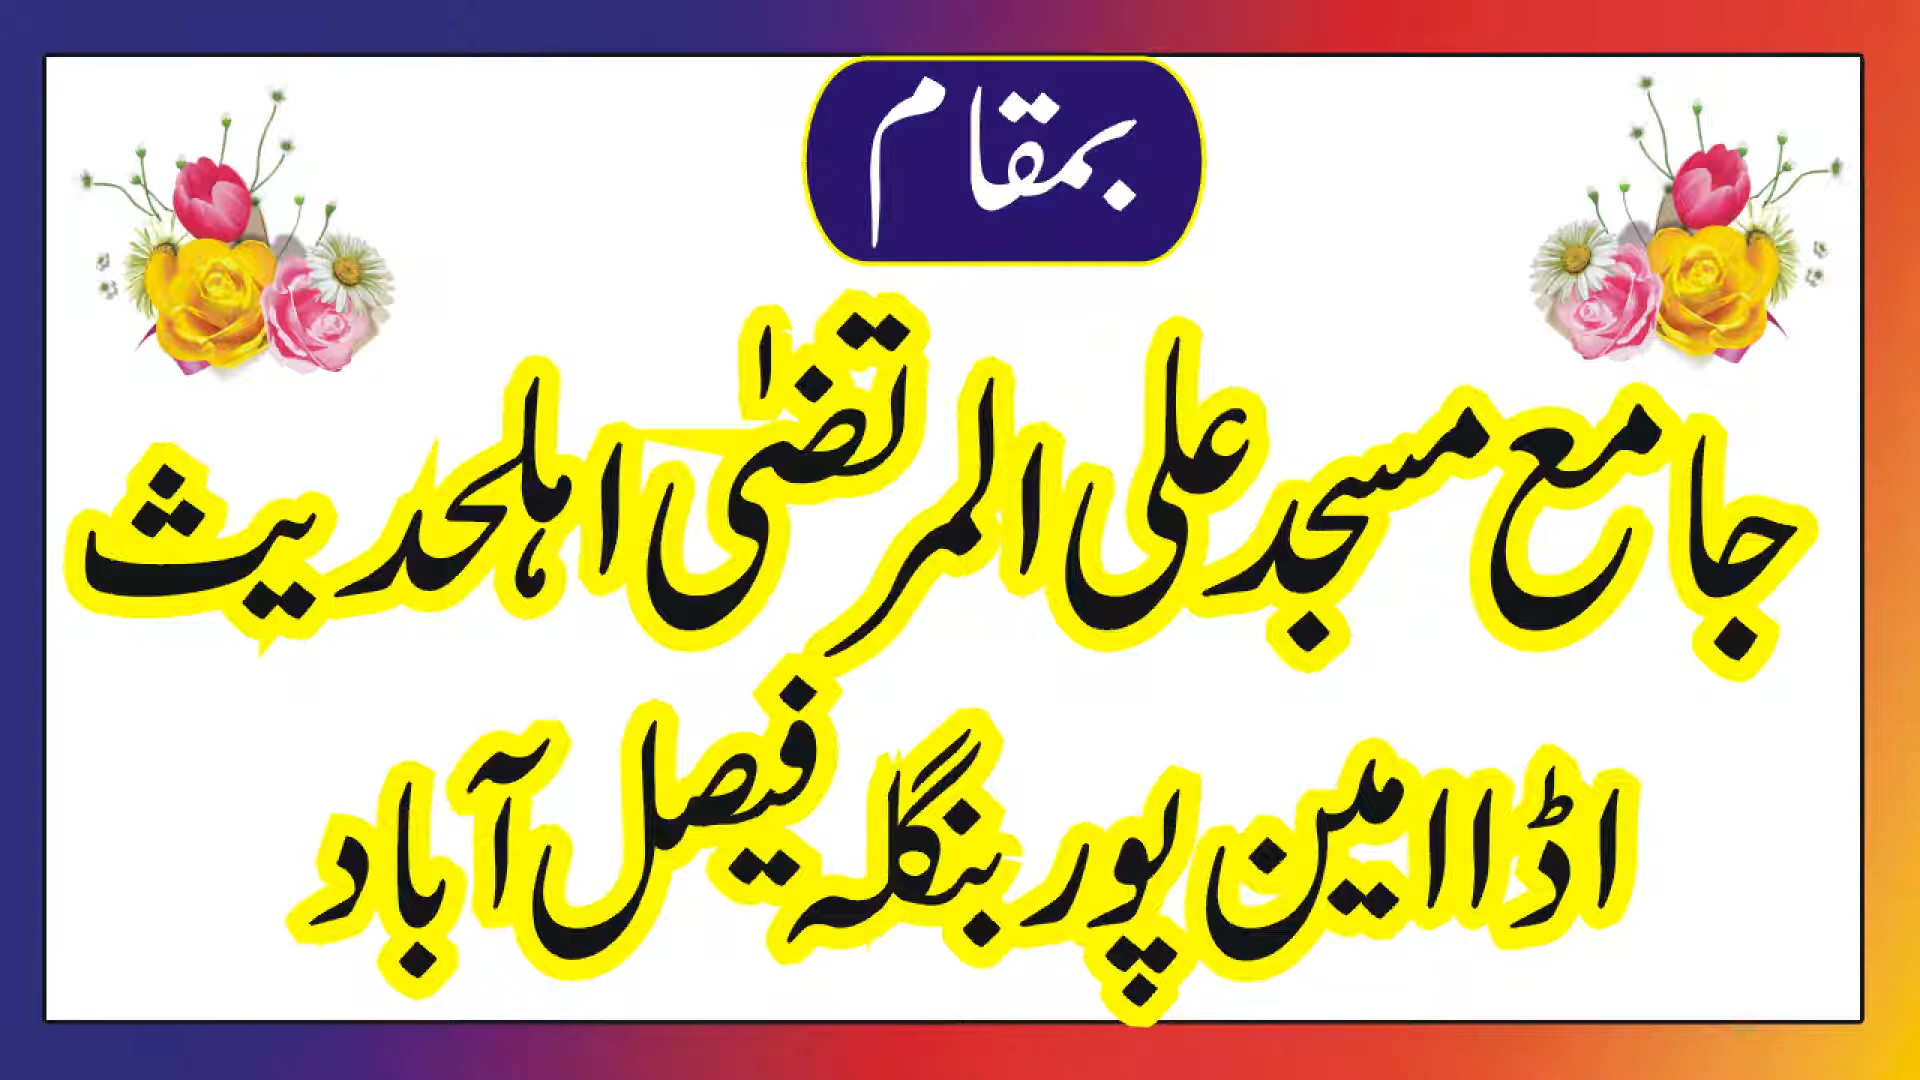 بمقام
جامع مسجد علی المرتضیٰ اہلحدیث
اڈا امین پور بنگلہ فیصل آباد